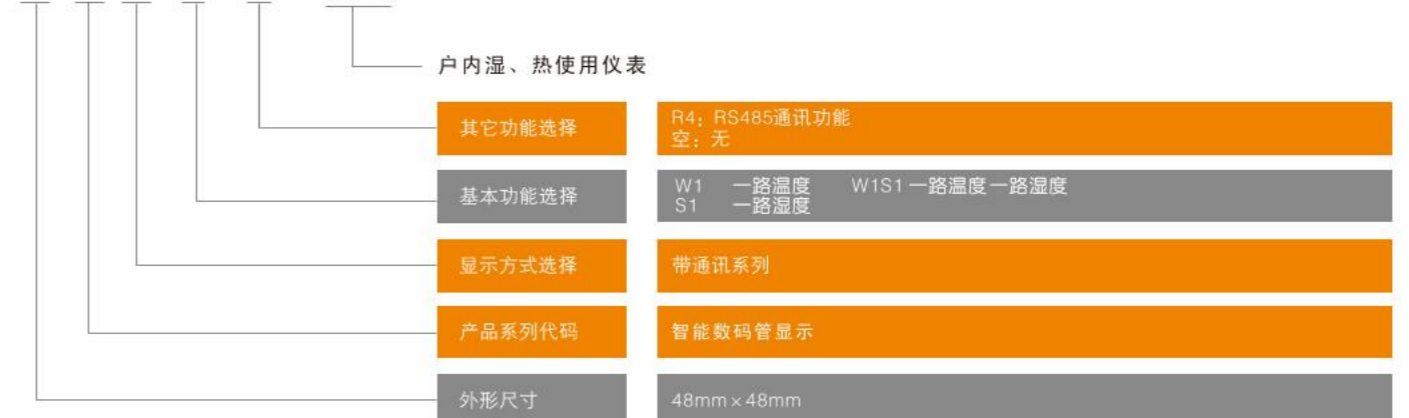 户内湿、热使用仪表
其它功能选择
R4：RS485通讯功能
空：无
基本功能选择
W1 一路温度 W1S1 一路温度一路湿度
S1 一路湿度
显示方式选择
带通讯系列
产品系列代码
智能数码管显示
外形尺寸
48mm×48mm